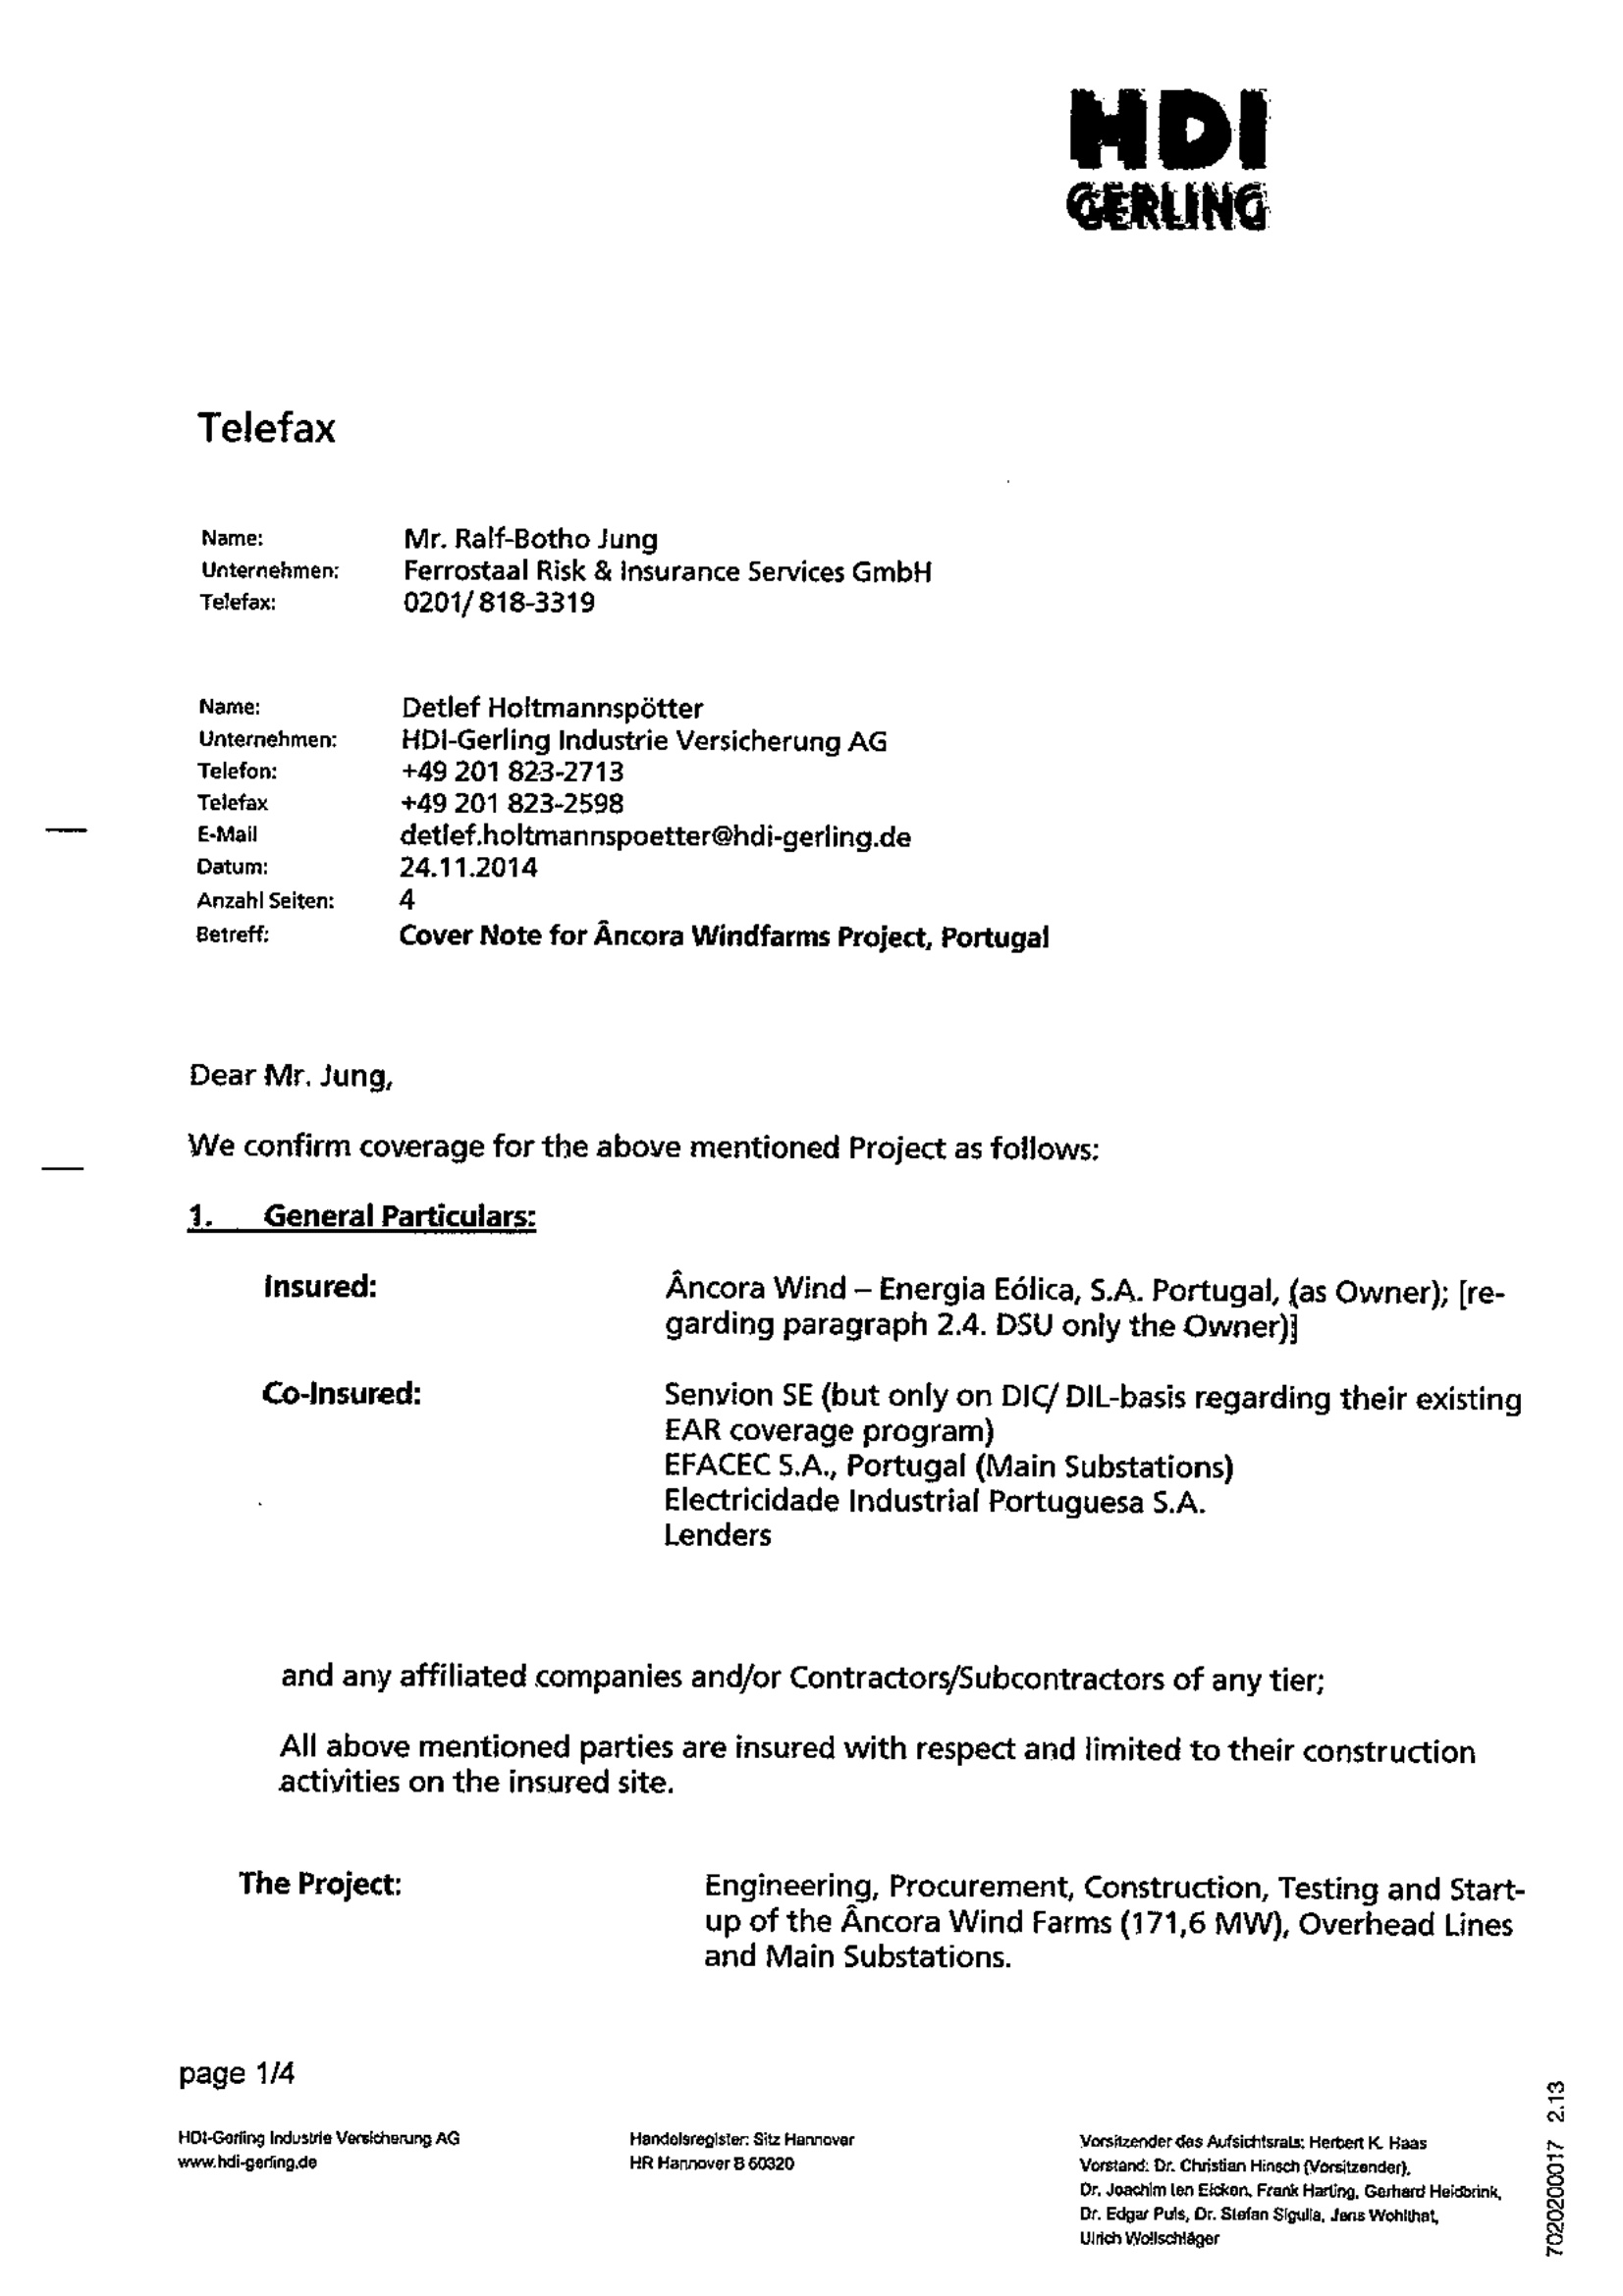 HDI
GERLING
Telefax
Name: Mr. Ralf-Botho Jung
Unternehmen: Ferrostaal Risk & Insurance Services GmbH
Telefax: 0201/ 818-3319
Name: Detlef Holtmannspötter
Unternehmen: HDI-Gerling Industrie Versicherung AG
Telefon: +49 201 823-2713
Telefax +49 201 823-2598
E-Mail detlef.holtmannspoetter@hdi-gerling.de
Datum: 24.11.2014
Anzahl Seiten: 4
Betreff: Cover Note for Âncora Windfarms Project, Portugal
Dear Mr. Jung,
We confirm coverage for the above mentioned Project as follows:
1. General Particulars:
Insured: Âncora Wind – Energia Eólica, S.A. Portugal, (as Owner); [re-
garding paragraph 2.4. DSU only the Owner)]
Co-Insured: Senvion SE (but only on DIC/ DIL-basis regarding their existing
EAR coverage program)
EFACEC S.A., Portugal (Main Substations)
Electricidade Industrial Portuguesa S.A.
Lenders
and any affiliated companies and/or Contractors/Subcontractors of any tier;
All above mentioned parties are insured with respect and limited to their construction
activities on the insured site.
The Project: Engineering, Procurement, Construction, Testing and Start-
up of the Âncora Wind Farms (171,6 MW), Overhead Lines
and Main Substations.
page 1/4
HDI-Gerling Industrie Versicherung AG
www.hdi-gerling.de
Handelsregister: Sitz Hannover
HR Hannover B 60320
Vorsitzender des Aufsichtsrats: Herbert K. Haas
Vorstand: Dr. Christian Hinsch (Vorsitzender),
Dr. Joachim ten Eicken, Frank Harting, Gerhard Heidbrink,
Dr. Edgar Puls, Dr. Stefan Sigulla, Jens Wohlthat,
Ulrich Wollschläger
7020200017 2.13